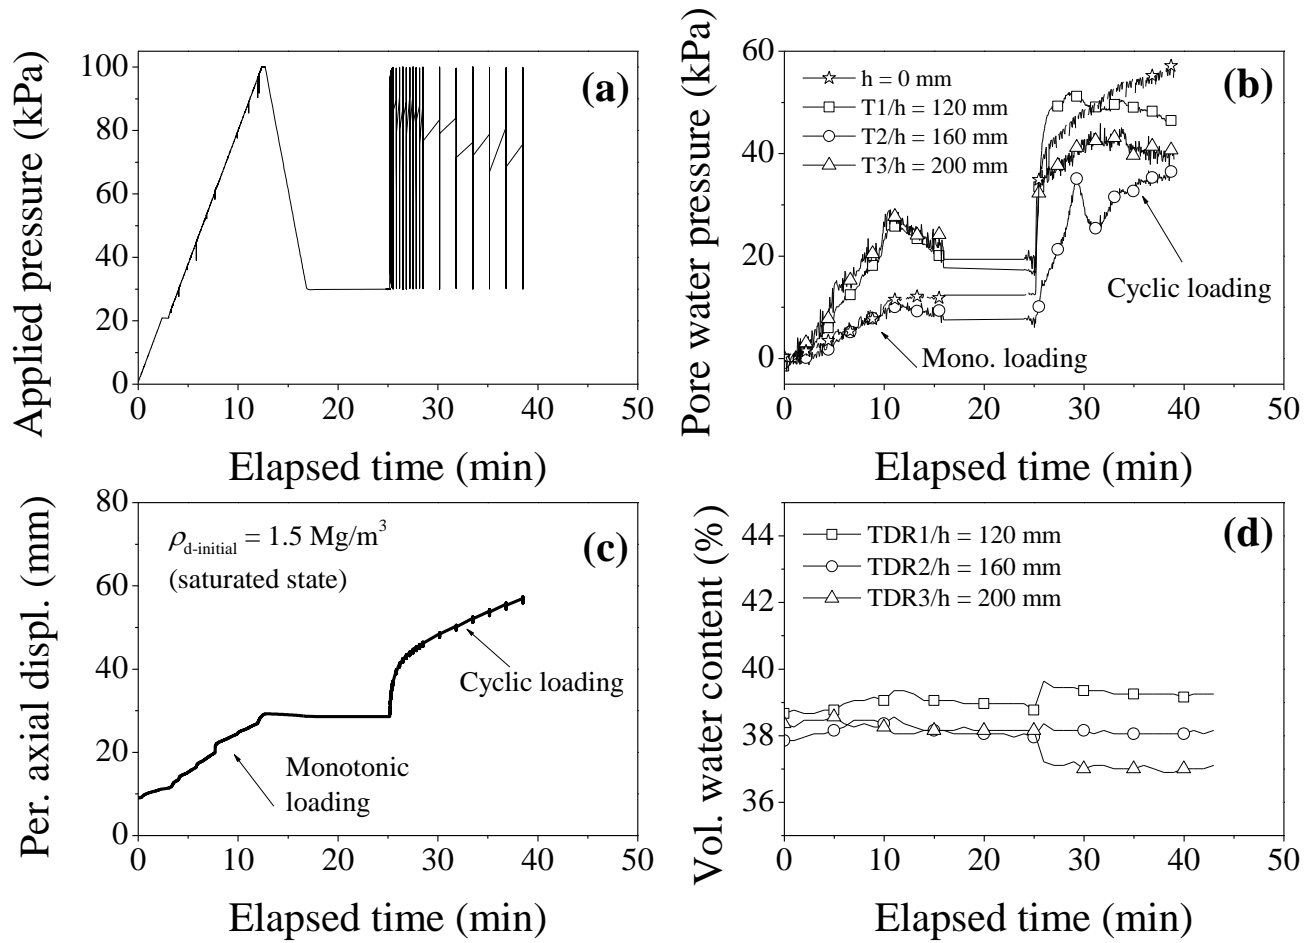 Applied pressure (kPa)
100
80
60
40
20
0
(a)
0 10 20 30 40 50
Elapsed time (min)
Pore water pressure (kPa)
60
40
20
0
h = 0 mm
T1/h = 120 mm
T2/h = 160 mm
T3/h = 200 mm
(b)
Cyclic loading
Mono. loading
0 10 20 30 40 50
Elapsed time (min)
Per. axial displ. (mm)
80
60
40
20
0
ρd-initial = 1.5 Mg/m³
(saturated state)
(c)
Cyclic loading
Monotonic
loading
0 10 20 30 40 50
Elapsed time (min)
Vol. water content (%)
44
42
40
38
36
TDR1/h = 120 mm
TDR2/h = 160 mm
TDR3/h = 200 mm
(d)
0 10 20 30 40 50
Elapsed time (min)